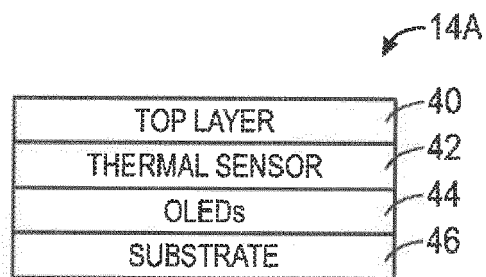 14A
TOP LAYER 40
THERMAL SENSOR 42
OLEDs 44
SUBSTRATE 46